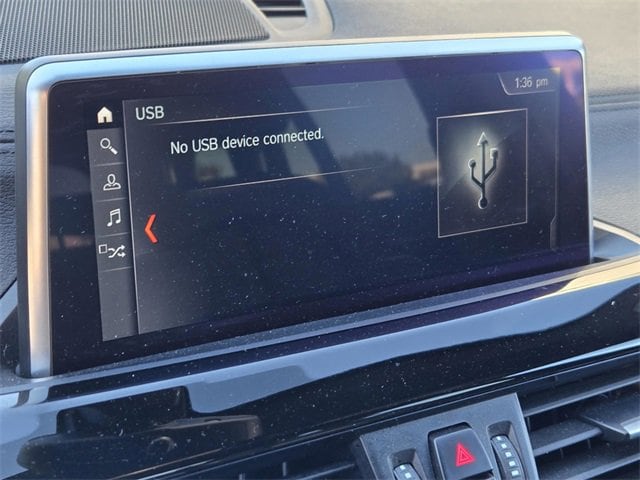 1:36 pm
USB
No USB device connected.